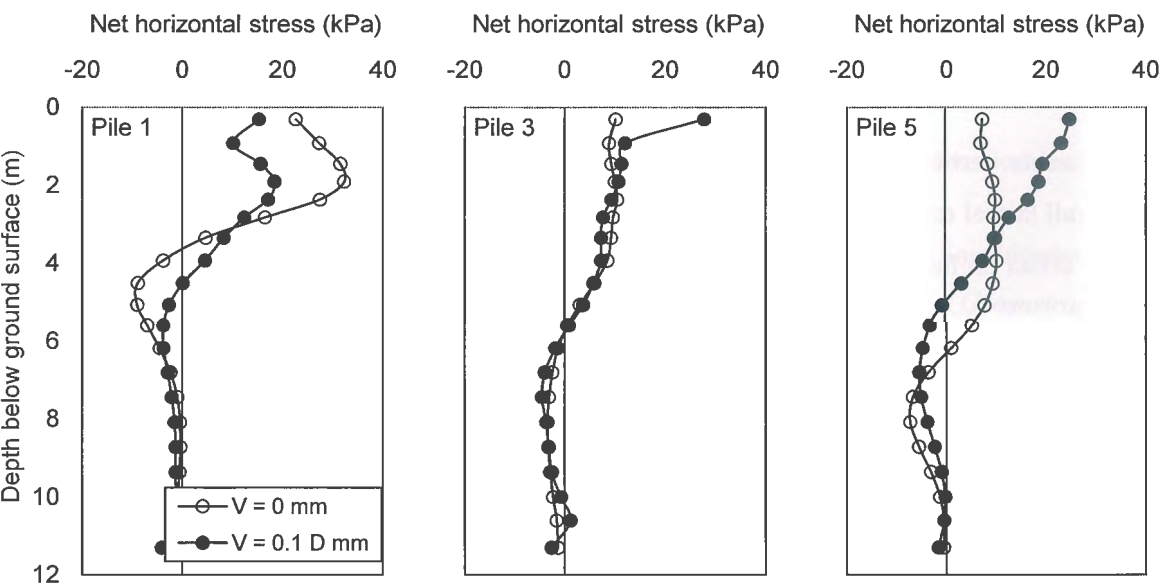 Net horizontal stress (kPa) Net horizontal stress (kPa) Net horizontal stress (kPa)
-20 0 20 40 -20 0 20 40 -20 0 20 40
Depth below ground surface (m)
0
2
4
6
8
10
12
Pile 1 Pile 3 Pile 5
V = 0 mm
V = 0.1 D mm